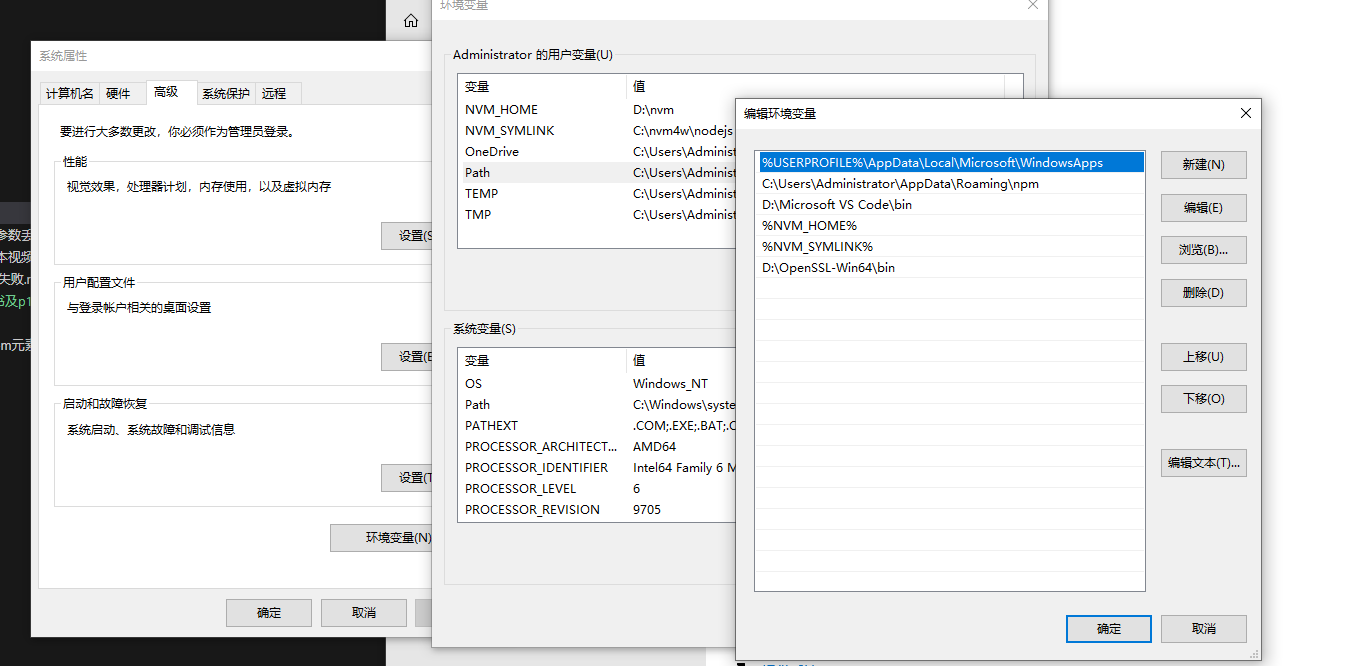 参数丢
本视频
失败.r
书及p1
m元素
系统属性
计算机名 硬件 高级 系统保护 远程
要进行大多数更改，你必须作为管理员登录。
性能
视觉效果，处理器计划，内存使用，以及虚拟内存
设置(S
用户配置文件
与登录帐户相关的桌面设置
设置(E
启动和故障恢复
系统启动、系统故障和调试信息
设置(T
环境变量(N)
确定 取消
环境变量
Administrator 的用户变量(U)
变量 值
NVM_HOME D:\nvm
NVM_SYMLINK C:\nvm4w\nodejs
OneDrive C:\Users\Administ
Path C:\Users\Administ
TEMP C:\Users\Administ
TMP C:\Users\Administ
系统变量(S)
变量 值
OS Windows_NT
Path C:\Windows\syste
PATHEXT .COM;.EXE;.BAT;.C
PROCESSOR_ARCHITECT... AMD64
PROCESSOR_IDENTIFIER Intel64 Family 6 M
PROCESSOR_LEVEL 6
PROCESSOR_REVISION 9705
编辑环境变量
%USERPROFILE%\AppData\Local\Microsoft\WindowsApps
C:\Users\Administrator\AppData\Roaming\npm
D:\Microsoft VS Code\bin
%NVM_HOME%
%NVM_SYMLINK%
D:\OpenSSL-Win64\bin
新建(N)
编辑(E)
浏览(B)...
删除(D)
上移(U)
下移(O)
编辑文本(T)...
确定 取消